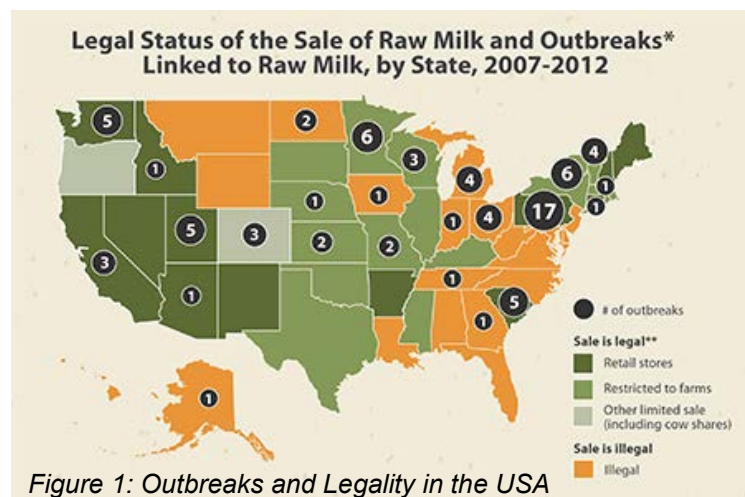 Legal Status of the Sale of Raw Milk and Outbreaks*
Linked to Raw Milk, by State, 2007-2012
5
1
2
6
3
4
6
4
1
1
17
4
1
1
1
5
3
2
2
3
1
1
5
1
1
# of outbreaks
Sale is legal**
Retail stores
Restricted to farms
Other limited sale
(including cow shares)
Sale is illegal
Illegal
Figure 1: Outbreaks and Legality in the USA